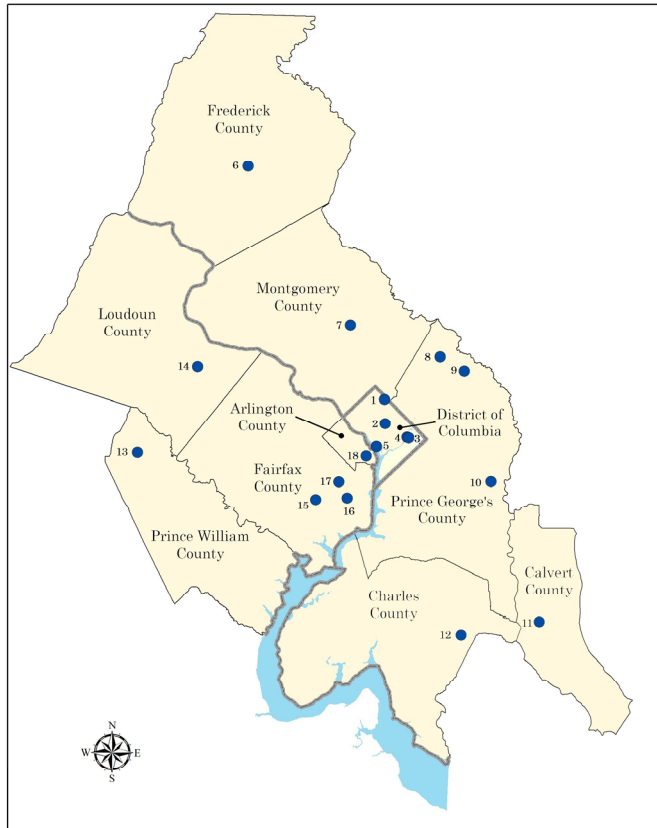 Frederick
County
6
Montgomery
County
Loudoun
County
7
8
9
14
1
Arlington
County
2
District of
Columbia
4
3
5
13
18
Fairfax
County
17
10
15
16
Prince George's
County
Prince William
County
Calvert
County
Charles
County
11
12
N
W
E
S